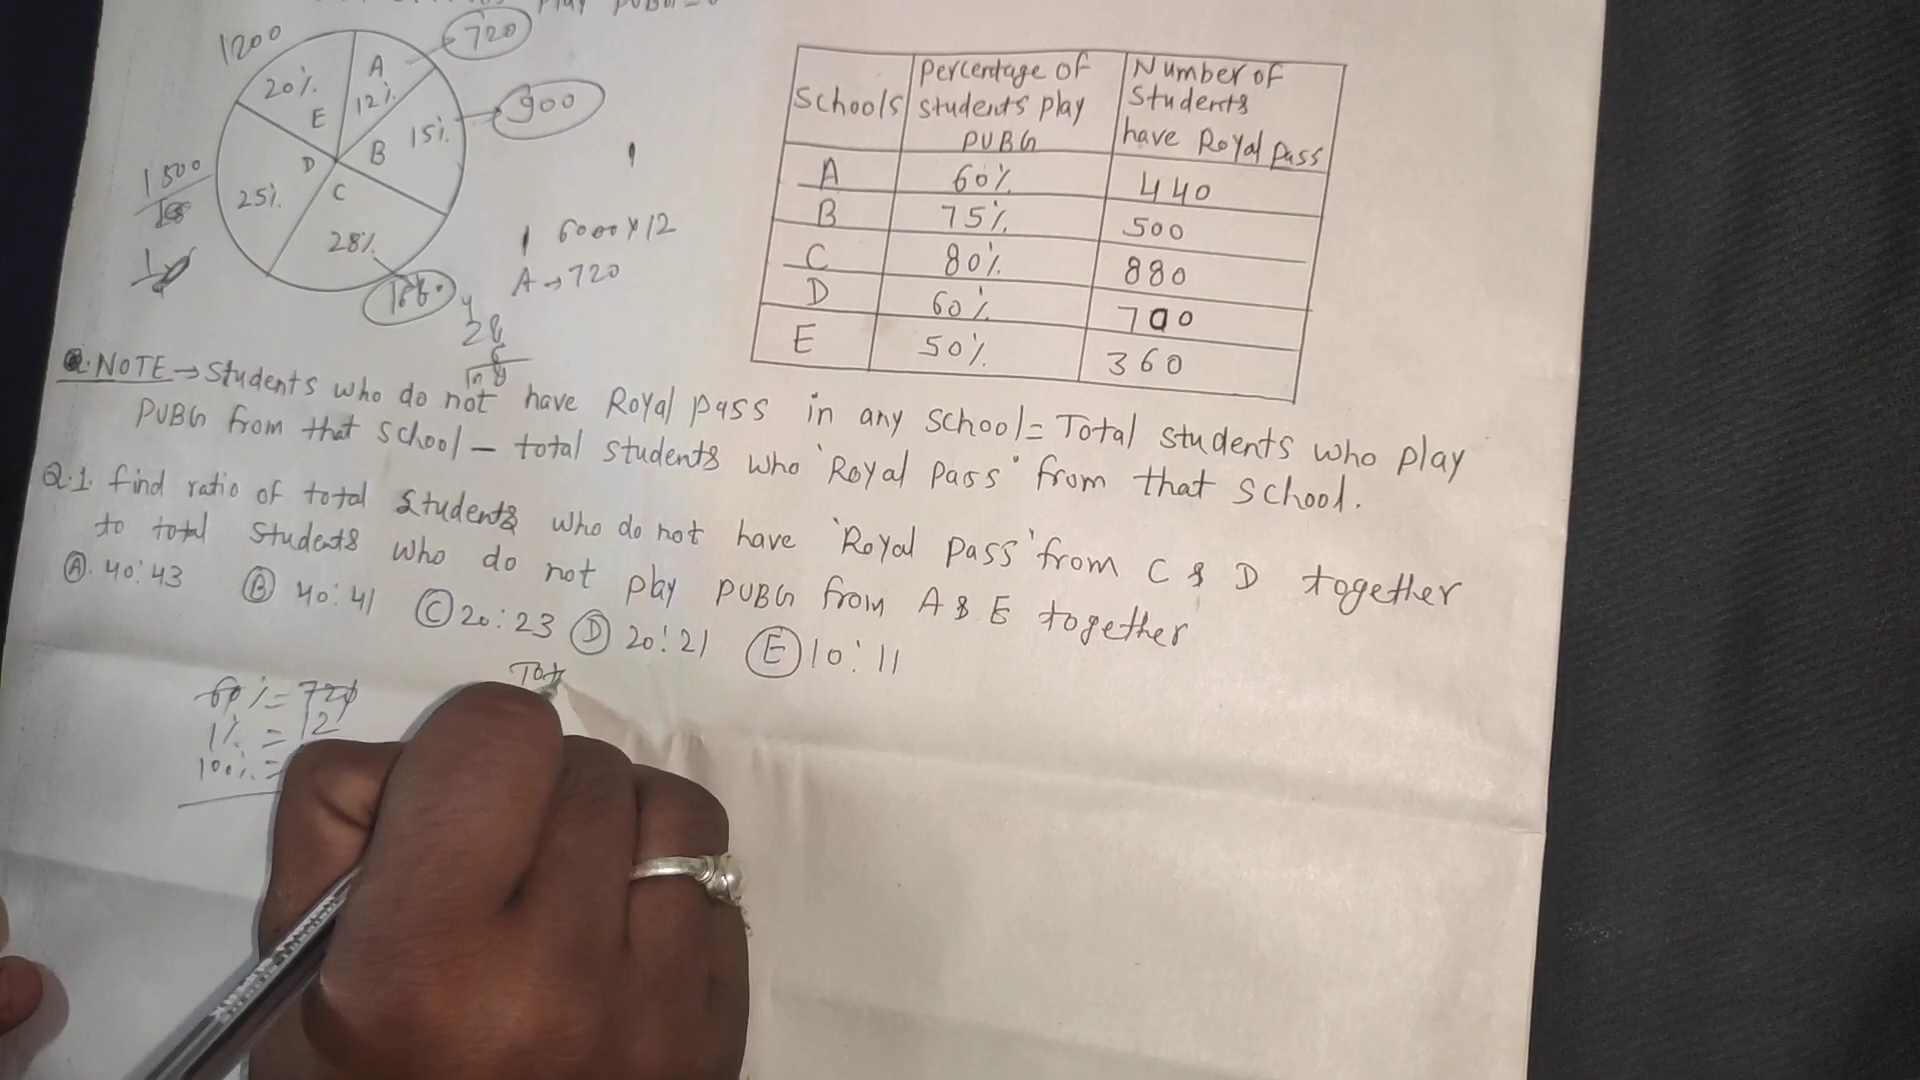 play PUBG
1200
720
20%
A
12%
E
900
15%
B
D
C
1500
25%
28%
6000 × 12
A → 720
28
Schools
Percentage of
students play
PUBG
Number of
Students
have Royal pass
A 60% 440
B 75% 500
C 80% 880
D 60% 700
E 50% 360
NOTE → Students who do not have Royal pass in any school = Total students who play
PUBG from that school – total students who 'Royal pass' from that school.
Q.1. find ratio of total students who do not have 'Royal pass' from C & D together
to total students who do not play PUBG from A & E together
A. 40:43 B 40:41 C 20:23 D 20:21 E 10:11
60% = 720
1% = 12
100% =
Tot